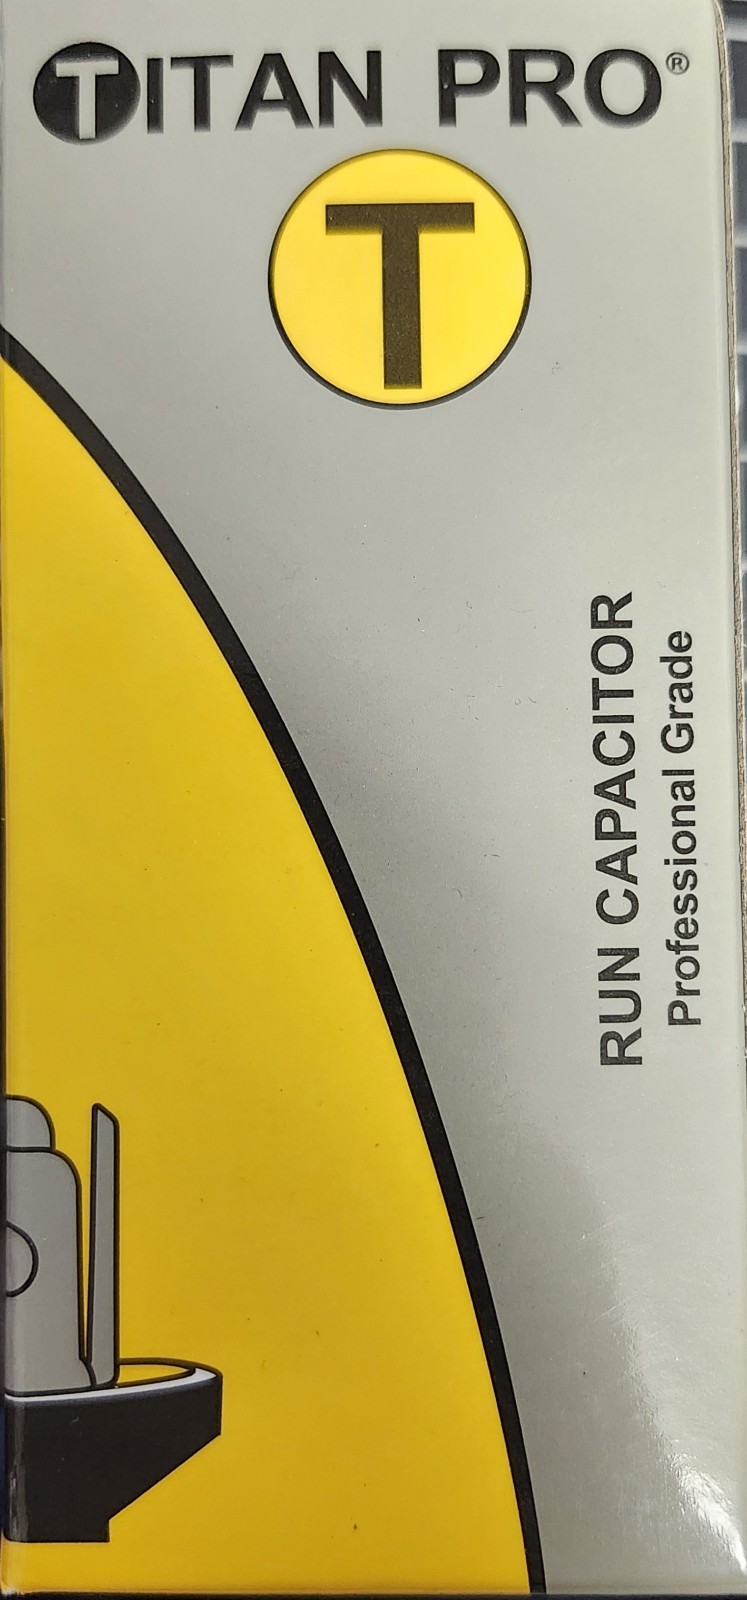 TITAN PRO®
T
RUN CAPACITOR
Professional Grade